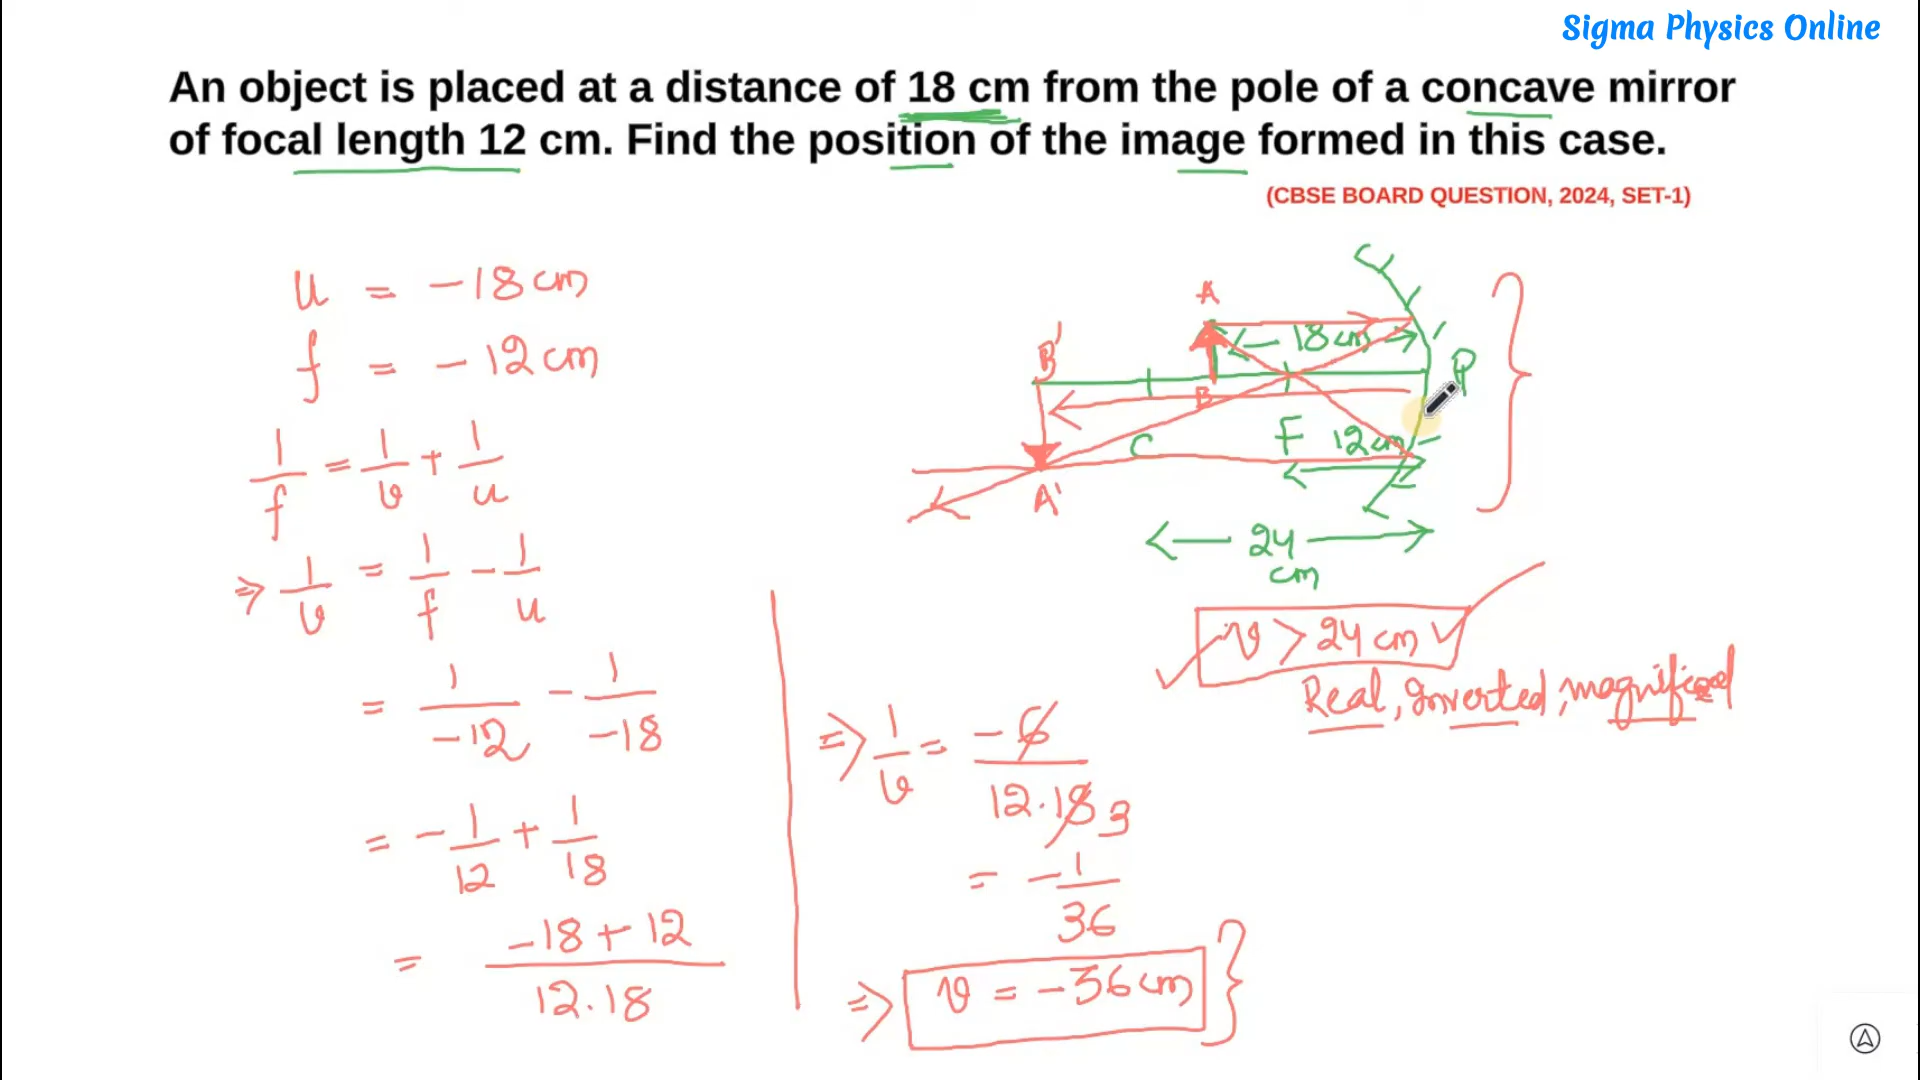 Sigma Physics Online
An object is placed at a distance of 18 cm from the pole of a concave mirror
of focal length 12 cm. Find the position of the image formed in this case.
(CBSE BOARD QUESTION, 2024, SET-1)
u = -18 cm
f = -12 cm
1/f = 1/v + 1/u
=> 1/v = 1/f - 1/u
= 1/-12 - 1/-18
= -1/12 + 1/18
= -18 + 12 / 12.18
=> 1/v = -6 / 12.18 3
= -1/36
=> v = -36 cm
A
18 cm
B'
P
B
C
F
12 cm
A'
24
cm
v > 24 cm
Real, Inverted, magnified